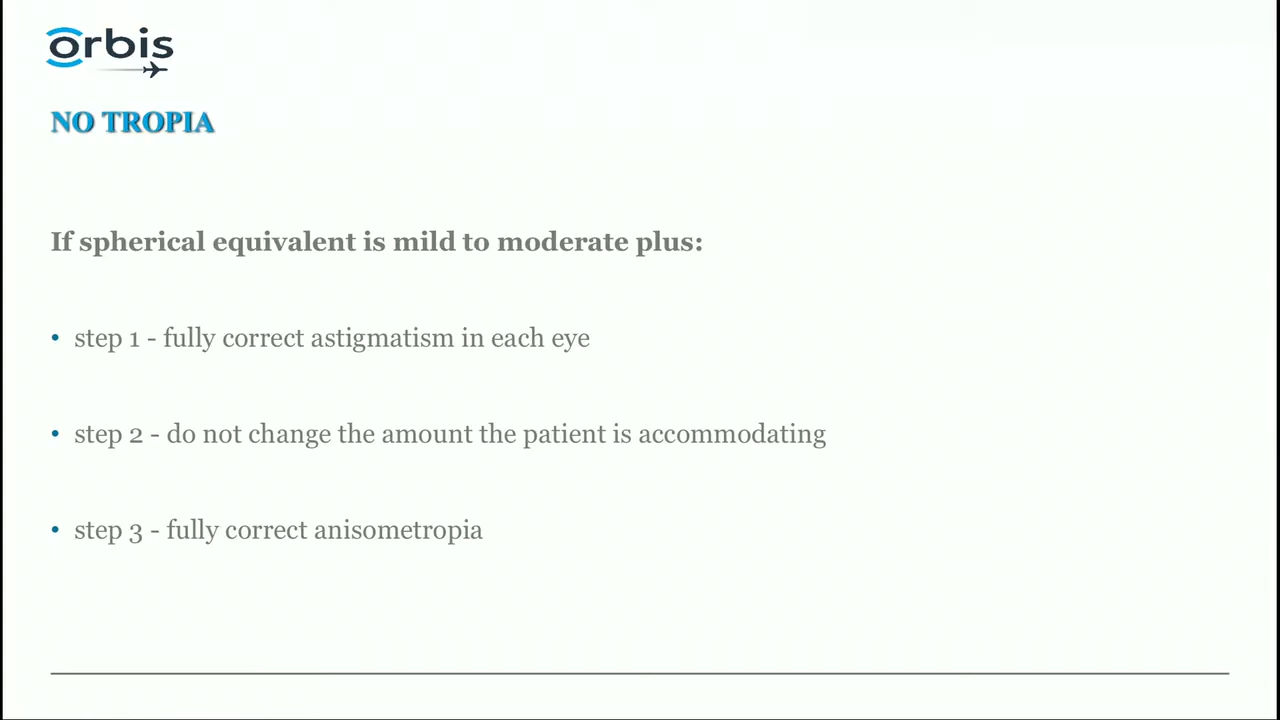 orbis
NO TROPIA
If spherical equivalent is mild to moderate plus:
• step 1 - fully correct astigmatism in each eye
• step 2 - do not change the amount the patient is accommodating
• step 3 - fully correct anisometropia